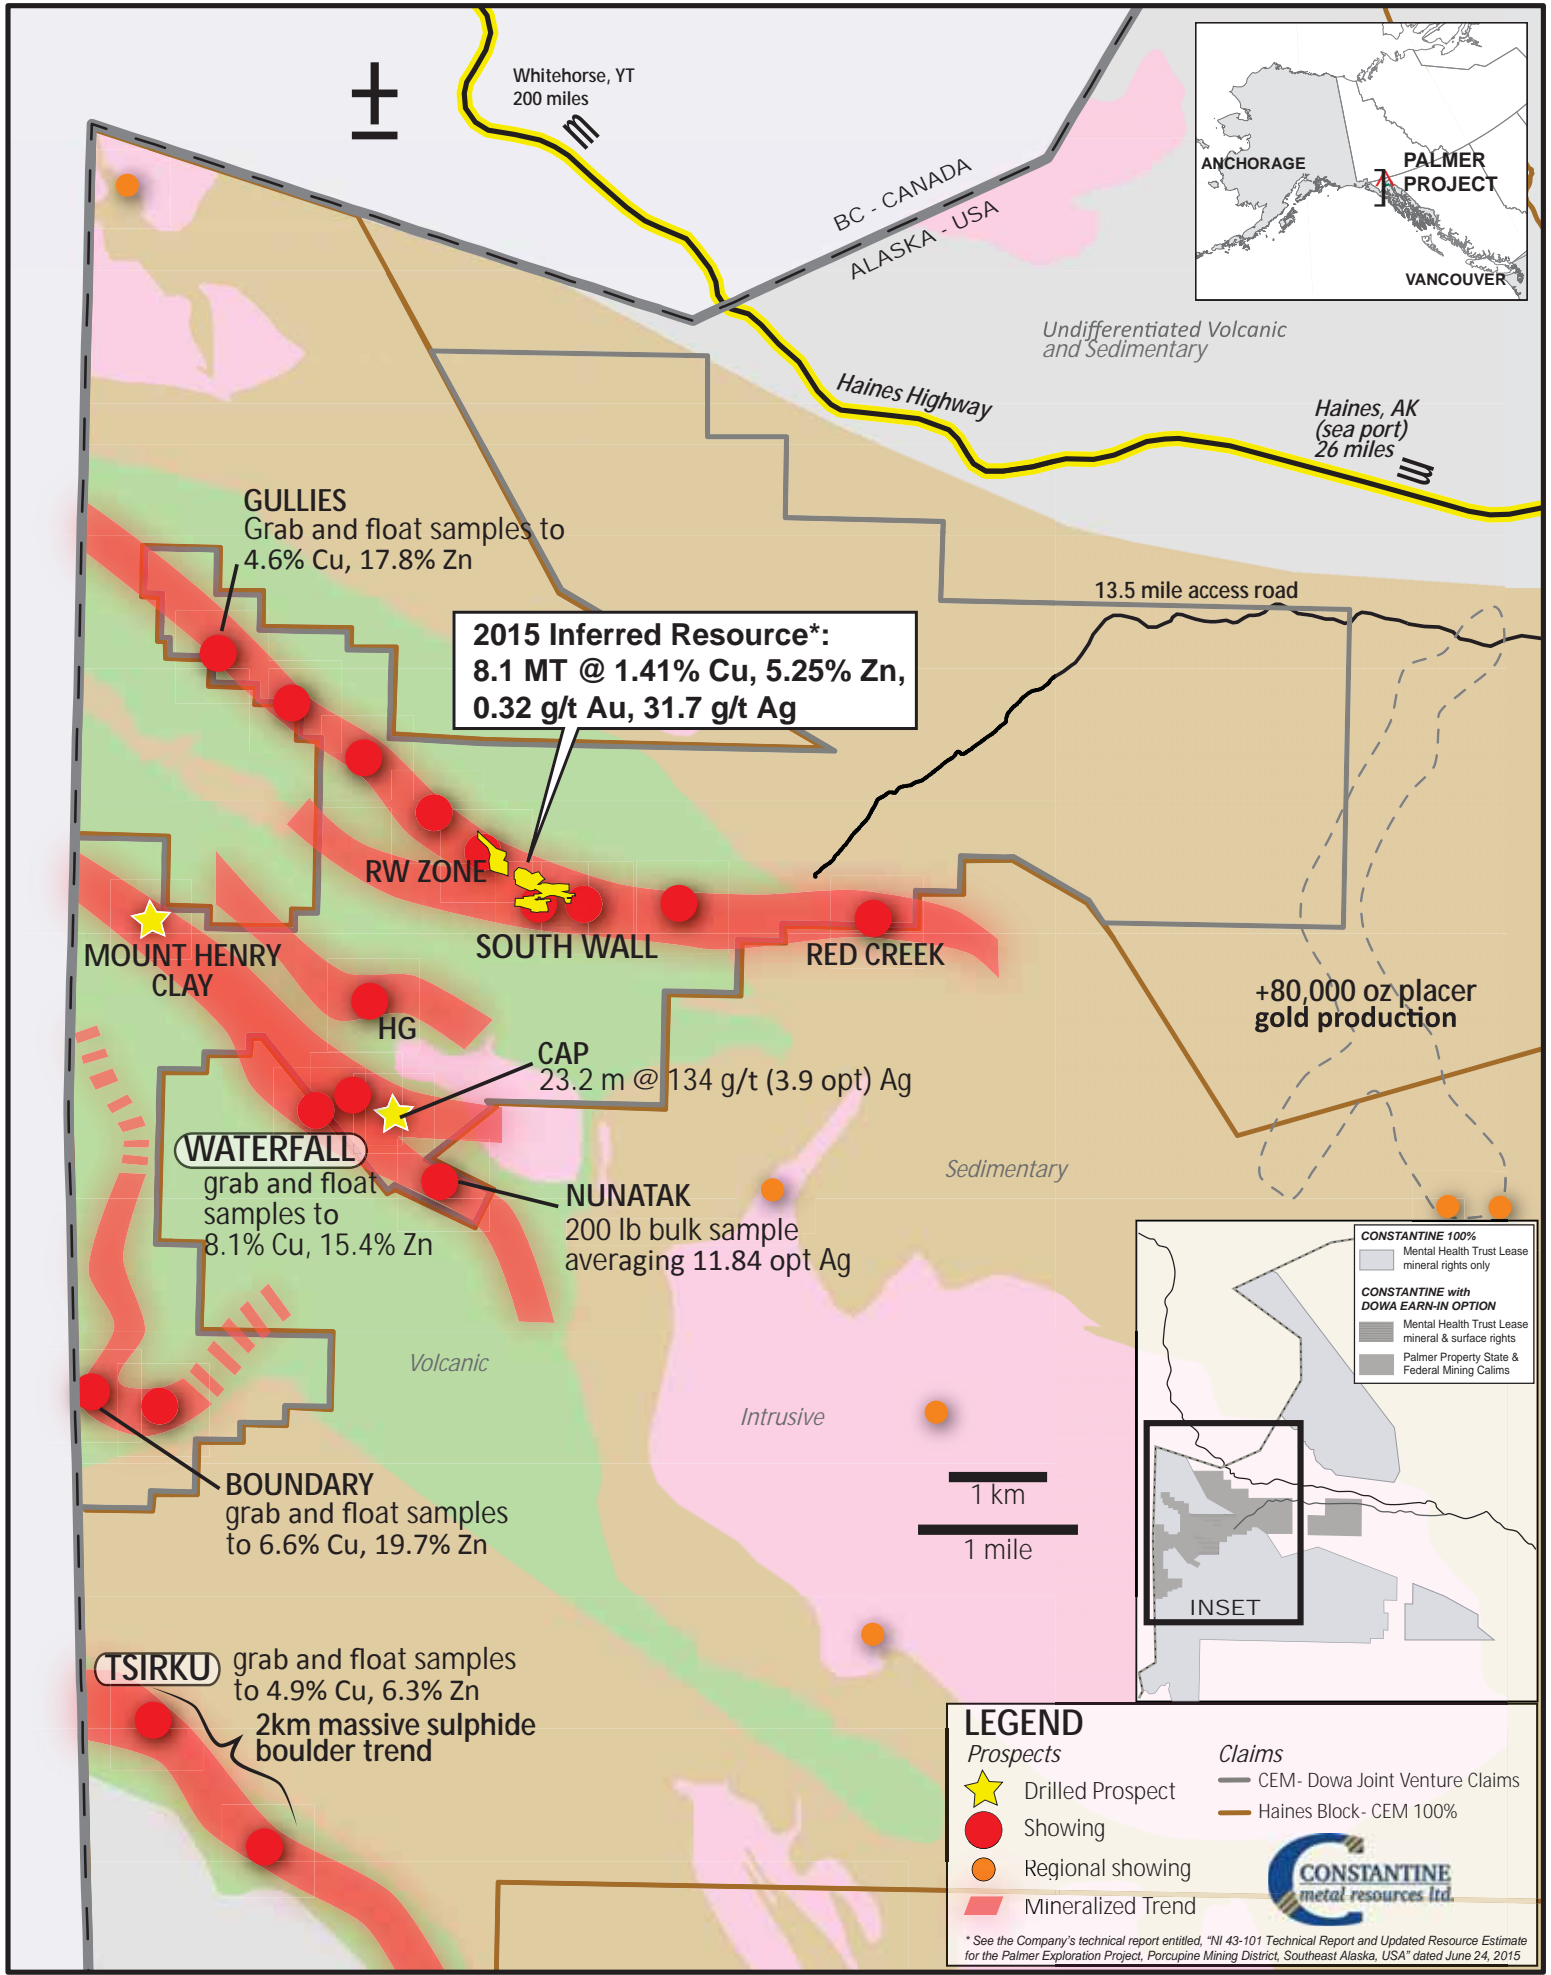 ±
Whitehorse, YT
200 miles
BC - CANADA
ALASKA - USA
ANCHORAGE
PALMER
PROJECT
VANCOUVER
Undifferentiated Volcanic
and Sedimentary
Haines Highway
Haines, AK
(sea port)
26 miles
GULLIES
Grab and float samples to
4.6% Cu, 17.8% Zn
13.5 mile access road
2015 Inferred Resource*:
8.1 MT @ 1.41% Cu, 5.25% Zn,
0.32 g/t Au, 31.7 g/t Ag
RW ZONE
SOUTH WALL
RED CREEK
MOUNT HENRY
CLAY
HG
+80,000 oz placer
gold production
CAP
23.2 m @ 134 g/t (3.9 opt) Ag
WATERFALL
grab and float
samples to
8.1% Cu, 15.4% Zn
Sedimentary
NUNATAK
200 lb bulk sample
averaging 11.84 opt Ag
Volcanic
Intrusive
BOUNDARY
grab and float samples
to 6.6% Cu, 19.7% Zn
1 km
1 mile
TSIRKU
grab and float samples
to 4.9% Cu, 6.3% Zn
2km massive sulphide
boulder trend
CONSTANTINE 100%
Mental Health Trust Lease
mineral rights only
CONSTANTINE with
DOWA EARN-IN OPTION
Mental Health Trust Lease
mineral & surface rights
Palmer Property State &
Federal Mining Calims
INSET
LEGEND
Prospects
Drilled Prospect
Showing
Regional showing
Mineralized Trend
Claims
CEM- Dowa Joint Venture Claims
Haines Block- CEM 100%
CONSTANTINE
metal resources ltd.
* See the Company's technical report entitled, "NI 43-101 Technical Report and Updated Resource Estimate
for the Palmer Exploration Project, Porcupine Mining District, Southeast Alaska, USA" dated June 24, 2015